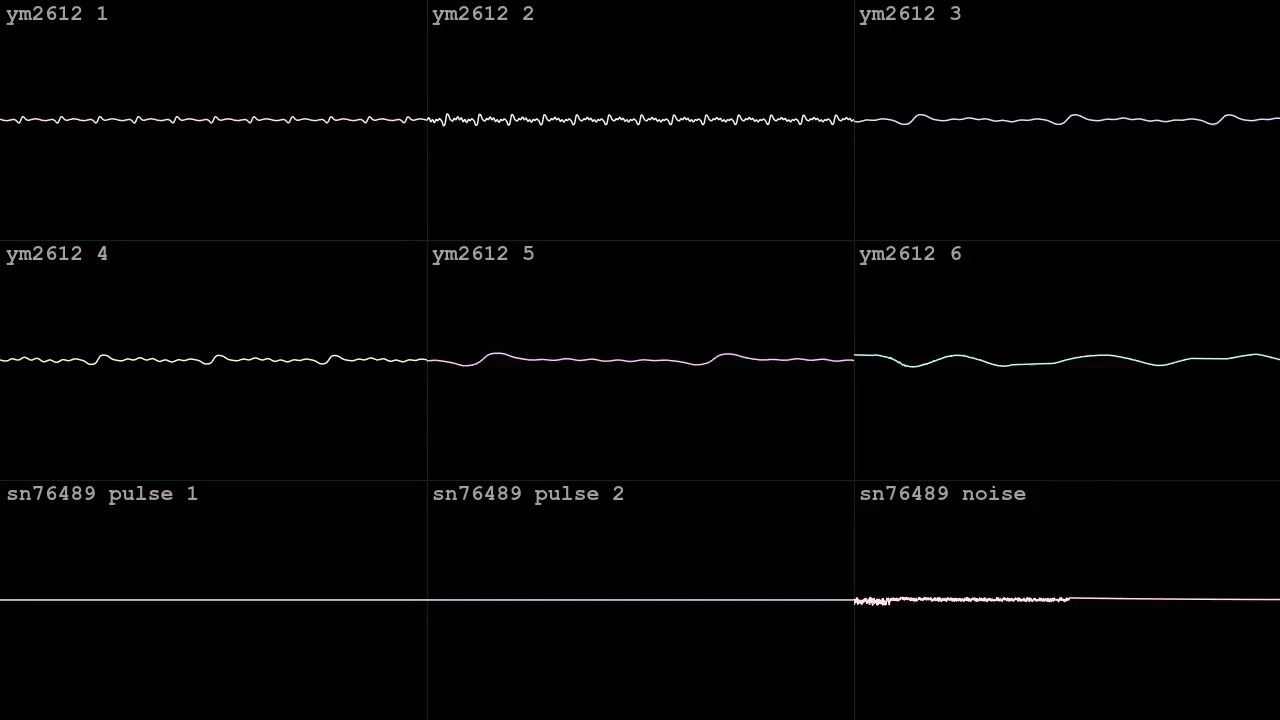 ym2612 1
ym2612 2
ym2612 3
ym2612 4
ym2612 5
ym2612 6
sn76489 pulse 1
sn76489 pulse 2
sn76489 noise